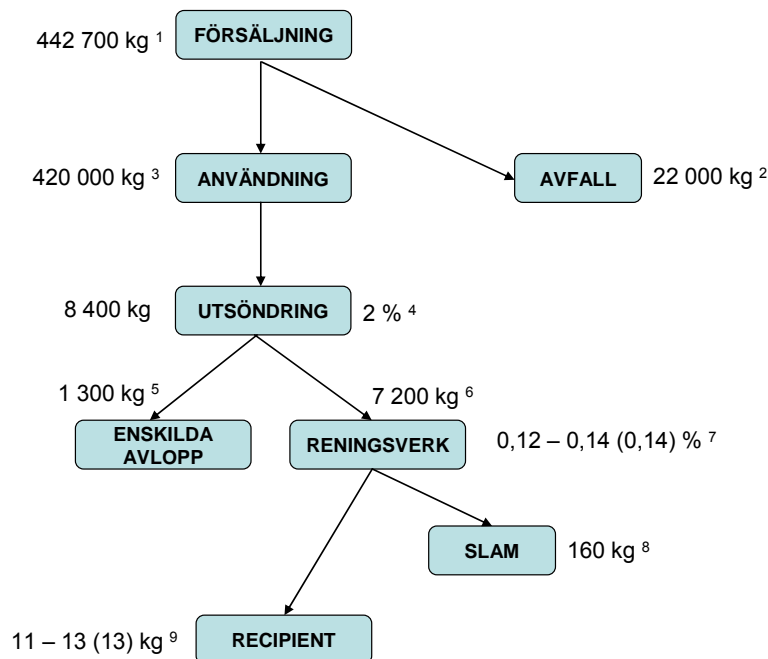 442 700 kg ¹ FÖRSÄLJNING
420 000 kg ³ ANVÄNDNING AVFALL 22 000 kg ²
8 400 kg UTSÖNDRING 2 % ⁴
1 300 kg ⁵ 7 200 kg ⁶
ENSKILDA
AVLOPP
RENINGSVERK 0,12 – 0,14 (0,14) % ⁷
SLAM 160 kg ⁸
11 – 13 (13) kg ⁹ RECIPIENT